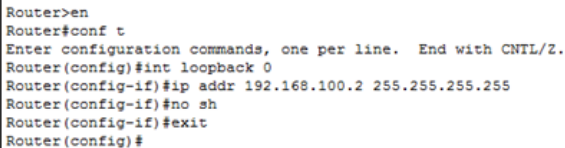 Router>en
Router#conf t
Enter configuration commands, one per line.  End with CNTL/Z.
Router(config)#int loopback 0
Router(config-if)#ip addr 192.168.100.2 255.255.255.255
Router(config-if)#no sh
Router(config-if)#exit
Router(config)#